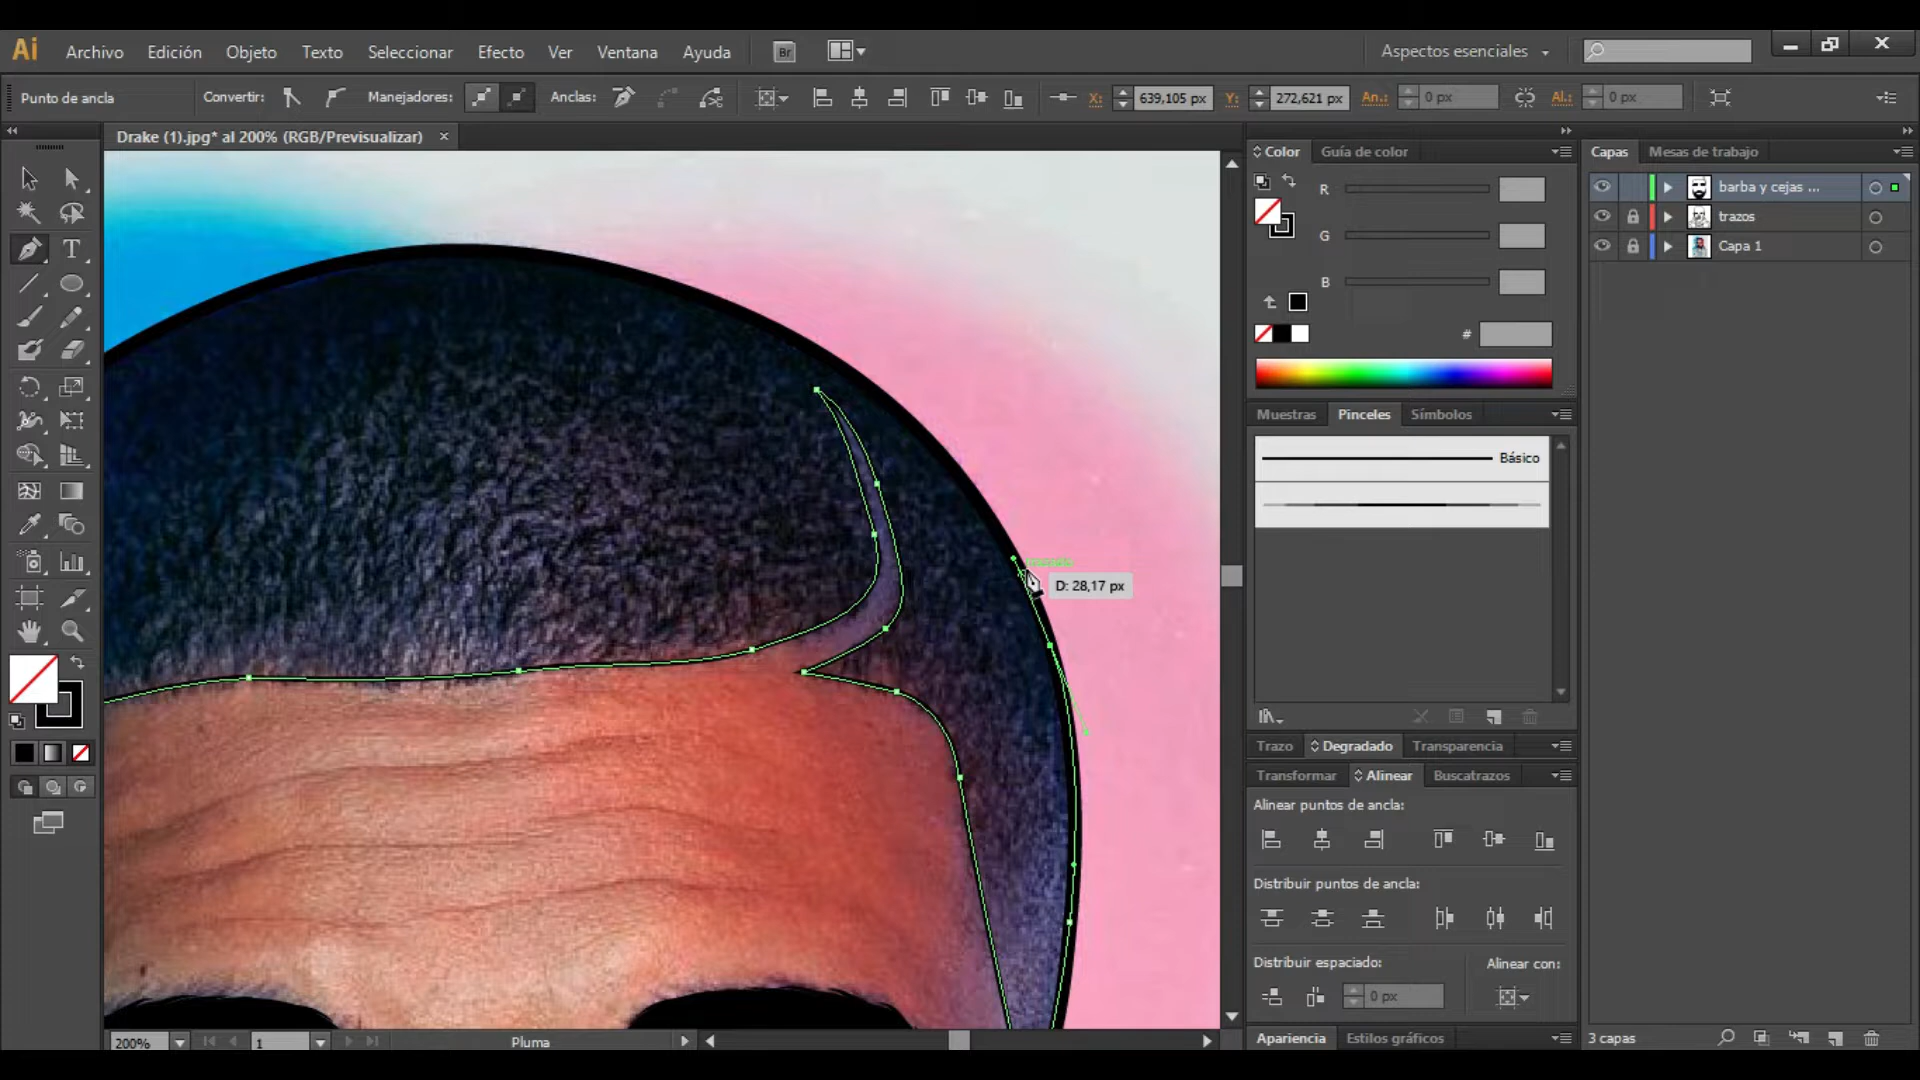 Ai Archivo Edición Objeto Texto Seleccionar Efecto Ver Ventana Ayuda Br Aspectos esenciales
Punto de ancla Convertir: Manejadores: Anclas: X: 639,105 px Y: 272,621 px An.: 0 px Al.: 0 px
Drake (1).jpg* al 200% (RGB/Previsualizar)
Color Guía de color
R
G
B
#
Muestras Pinceles Símbolos
Básico
Trazo Degradado Transparencia
Transformar Alinear Buscatrazos
Alinear puntos de ancla:
Distribuir puntos de ancla:
Distribuir espaciado: Alinear con:
0 px
Apariencia Estilos gráficos
Capas Mesas de trabajo
barba y cejas ...
trazos
Capa 1
3 capas
D: 28,17 px
T
200% 1 Pluma